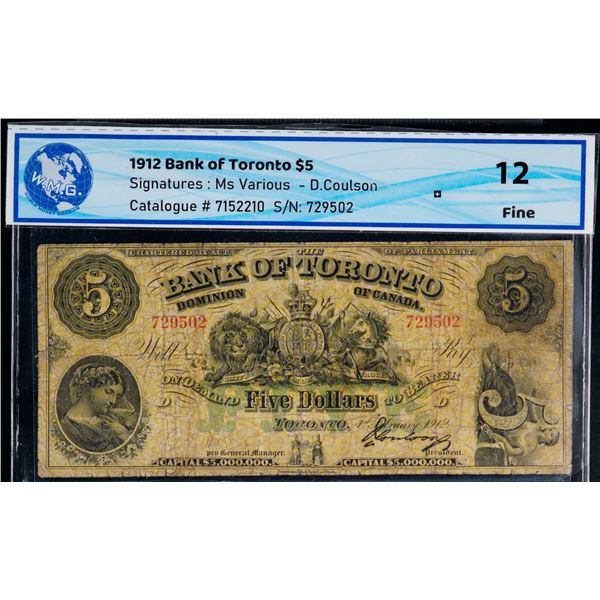 1912 Bank of Toronto $5
Signatures : Ms Various - D.Coulson
Catalogue # 7152210 S/N: 729502
12
Fine
W.M.G.
CHARTERED BY ACT THE OF PARLIAMENT
BANK OF TORONTO
DOMINION OF CANADA.
5 5
729502 729502
Will Pay
ON DEMAND TO BEARER
D Five Dollars D
TORONTO, 1912
pro General Manager. President.
CAPITAL $5,000,000. CAPITAL $5,000,000.